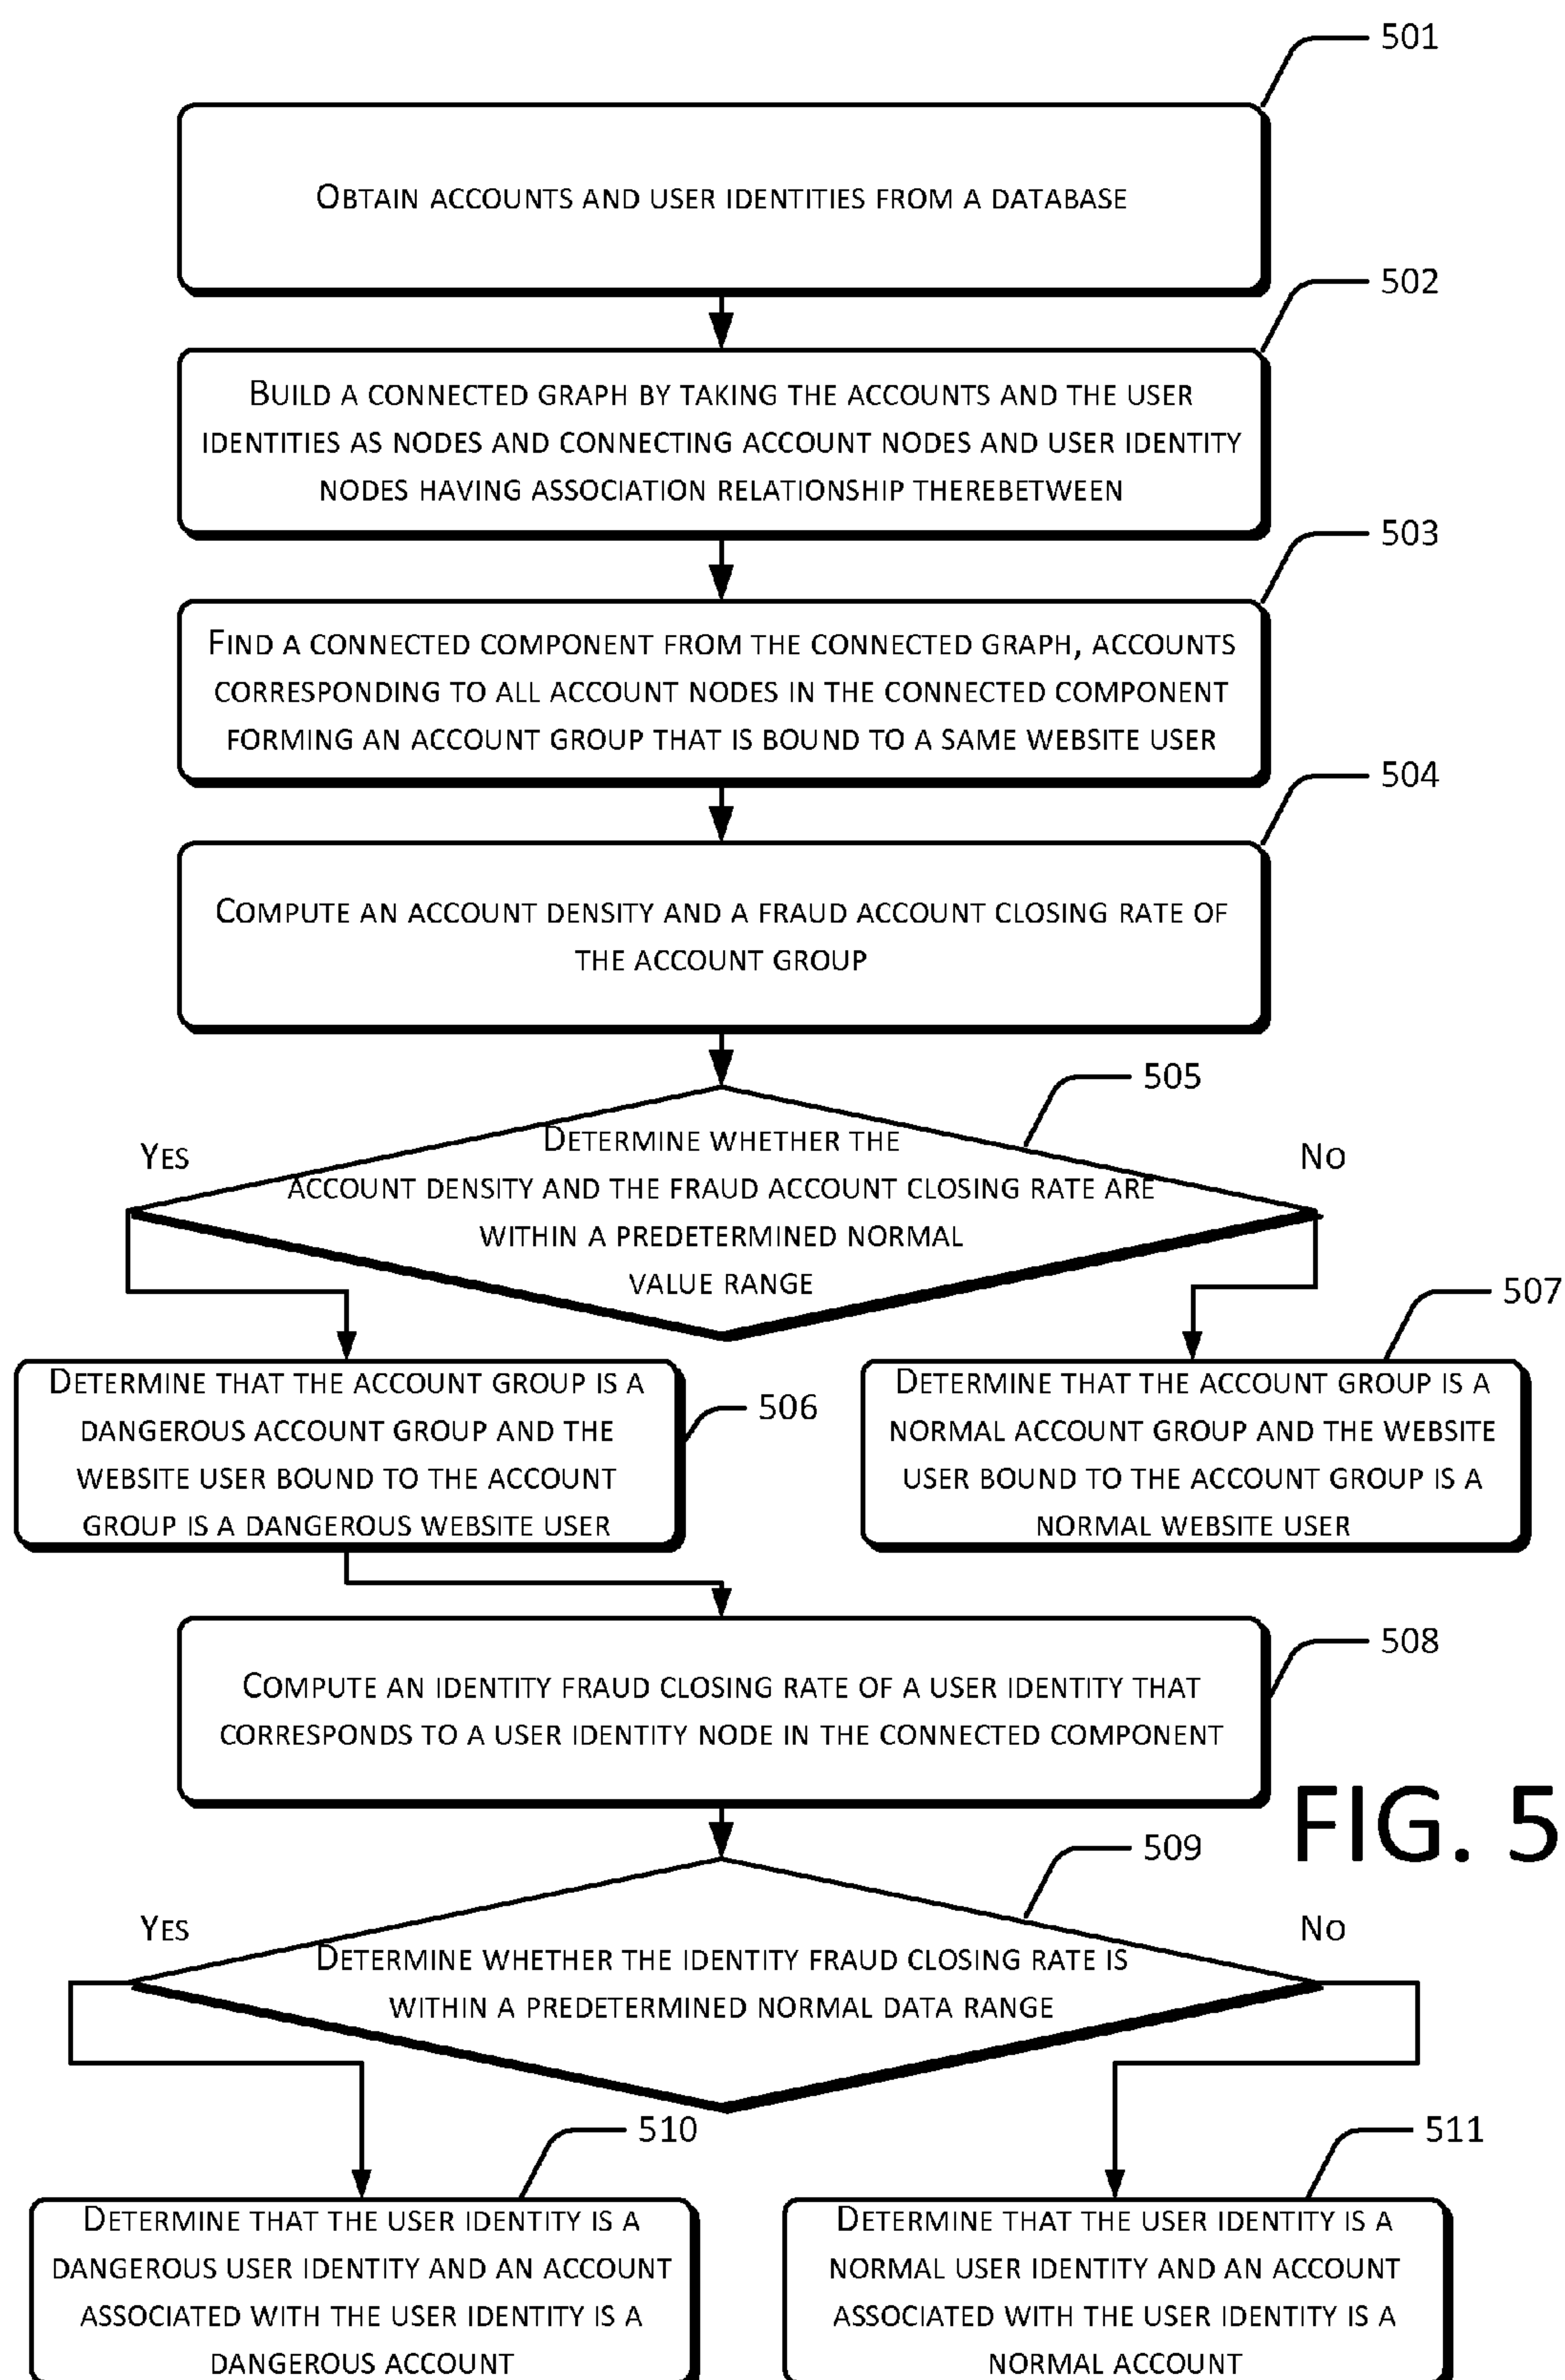 501
OBTAIN ACCOUNTS AND USER IDENTITIES FROM A DATABASE
502
BUILD A CONNECTED GRAPH BY TAKING THE ACCOUNTS AND THE USER
IDENTITIES AS NODES AND CONNECTING ACCOUNT NODES AND USER IDENTITY
NODES HAVING ASSOCIATION RELATIONSHIP THEREBETWEEN
503
FIND A CONNECTED COMPONENT FROM THE CONNECTED GRAPH, ACCOUNTS
CORRESPONDING TO ALL ACCOUNT NODES IN THE CONNECTED COMPONENT
FORMING AN ACCOUNT GROUP THAT IS BOUND TO A SAME WEBSITE USER
504
COMPUTE AN ACCOUNT DENSITY AND A FRAUD ACCOUNT CLOSING RATE OF
THE ACCOUNT GROUP
505
DETERMINE WHETHER THE
ACCOUNT DENSITY AND THE FRAUD ACCOUNT CLOSING RATE ARE
WITHIN A PREDETERMINED NORMAL
VALUE RANGE
YES
NO
506
DETERMINE THAT THE ACCOUNT GROUP IS A
DANGEROUS ACCOUNT GROUP AND THE
WEBSITE USER BOUND TO THE ACCOUNT
GROUP IS A DANGEROUS WEBSITE USER
507
DETERMINE THAT THE ACCOUNT GROUP IS A
NORMAL ACCOUNT GROUP AND THE WEBSITE
USER BOUND TO THE ACCOUNT GROUP IS A
NORMAL WEBSITE USER
508
COMPUTE AN IDENTITY FRAUD CLOSING RATE OF A USER IDENTITY THAT
CORRESPONDS TO A USER IDENTITY NODE IN THE CONNECTED COMPONENT
FIG. 5
509
DETERMINE WHETHER THE IDENTITY FRAUD CLOSING RATE IS
WITHIN A PREDETERMINED NORMAL DATA RANGE
YES
NO
510
DETERMINE THAT THE USER IDENTITY IS A
DANGEROUS USER IDENTITY AND AN ACCOUNT
ASSOCIATED WITH THE USER IDENTITY IS A
DANGEROUS ACCOUNT
511
DETERMINE THAT THE USER IDENTITY IS A
NORMAL USER IDENTITY AND AN ACCOUNT
ASSOCIATED WITH THE USER IDENTITY IS A
NORMAL ACCOUNT